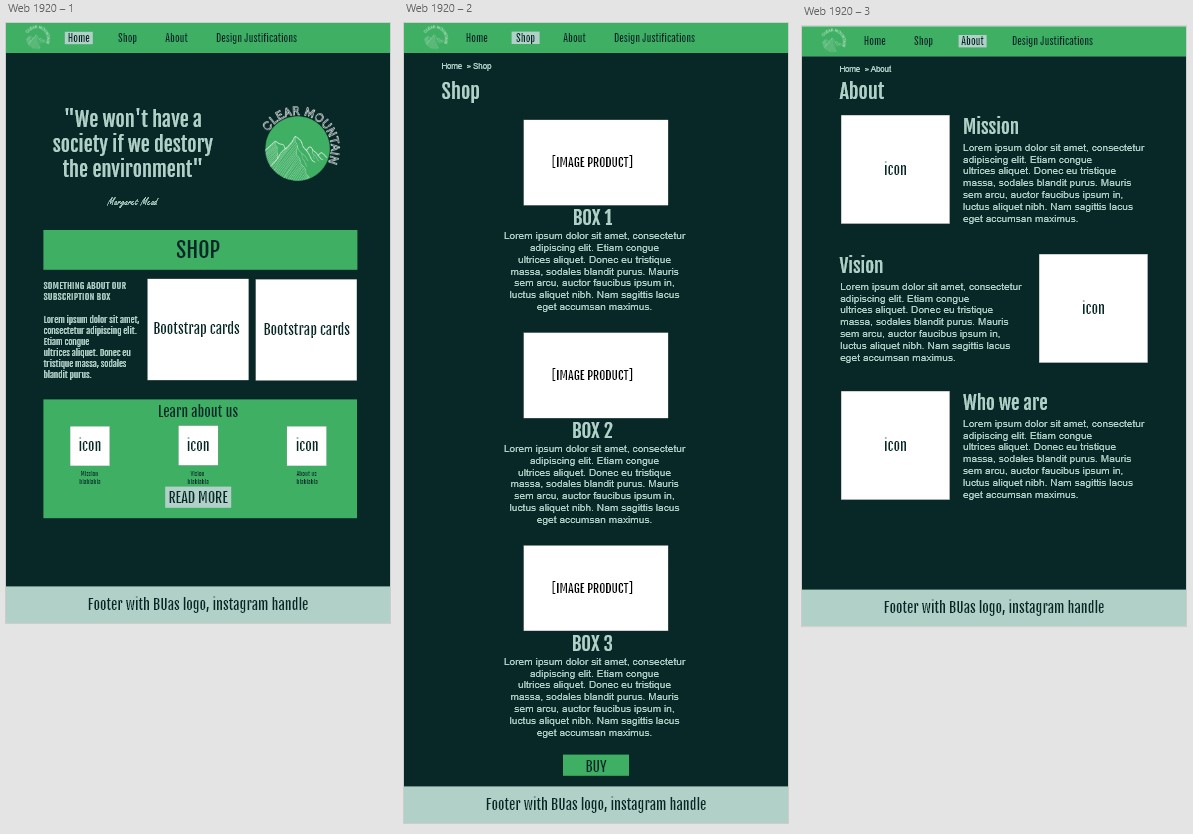 Web 1920 – 1
CLEAR MOUNTAIN
Home Shop About Design Justifications
"We won't have a
society if we destory
the environment"
Margaret Mead
CLEAR MOUNTAIN
SHOP
SOMETHING ABOUT OUR
SUBSCRIPTION BOX
Lorem ipsum dolor sit amet,
consectetur adipiscing elit.
Etiam congue
ultrices aliquet. Donec eu
tristique massa, sodales
blandit purus.
Bootstrap cards
Bootstrap cards
Learn about us
icon
icon
icon
Mission
blablabla
Vision
blablabla
About us
blablabla
READ MORE
Footer with BUas logo, instagram handle
Web 1920 – 2
CLEAR MOUNTAIN
Home Shop About Design Justifications
Home » Shop
Shop
[IMAGE PRODUCT]
BOX 1
Lorem ipsum dolor sit amet, consectetur
adipiscing elit. Etiam congue
ultrices aliquet. Donec eu tristique
massa, sodales blandit purus. Mauris
sem arcu, auctor faucibus ipsum in,
luctus aliquet nibh. Nam sagittis lacus
eget accumsan maximus.
[IMAGE PRODUCT]
BOX 2
Lorem ipsum dolor sit amet, consectetur
adipiscing elit. Etiam congue
ultrices aliquet. Donec eu tristique
massa, sodales blandit purus. Mauris
sem arcu, auctor faucibus ipsum in,
luctus aliquet nibh. Nam sagittis lacus
eget accumsan maximus.
[IMAGE PRODUCT]
BOX 3
Lorem ipsum dolor sit amet, consectetur
adipiscing elit. Etiam congue
ultrices aliquet. Donec eu tristique
massa, sodales blandit purus. Mauris
sem arcu, auctor faucibus ipsum in,
luctus aliquet nibh. Nam sagittis lacus
eget accumsan maximus.
BUY
Footer with BUas logo, instagram handle
Web 1920 – 3
CLEAR MOUNTAIN
Home Shop About Design Justifications
Home » About
About
icon
Mission
Lorem ipsum dolor sit amet, consectetur
adipiscing elit. Etiam congue
ultrices aliquet. Donec eu tristique
massa, sodales blandit purus. Mauris
sem arcu, auctor faucibus ipsum in,
luctus aliquet nibh. Nam sagittis lacus
eget accumsan maximus.
Vision
Lorem ipsum dolor sit amet, consectetur
adipiscing elit. Etiam congue
ultrices aliquet. Donec eu tristique
massa, sodales blandit purus. Mauris
sem arcu, auctor faucibus ipsum in,
luctus aliquet nibh. Nam sagittis lacus
eget accumsan maximus.
icon
icon
Who we are
Lorem ipsum dolor sit amet, consectetur
adipiscing elit. Etiam congue
ultrices aliquet. Donec eu tristique
massa, sodales blandit purus. Mauris
sem arcu, auctor faucibus ipsum in,
luctus aliquet nibh. Nam sagittis lacus
eget accumsan maximus.
Footer with BUas logo, instagram handle